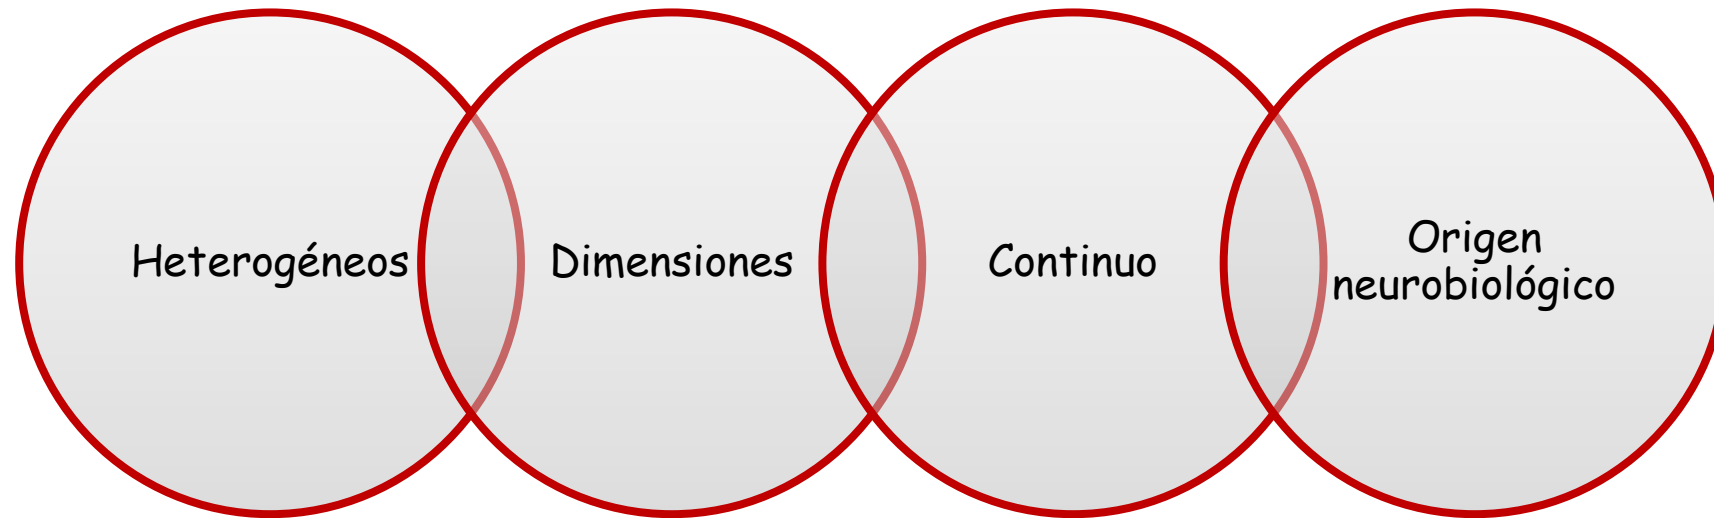 Heterogéneos
Dimensiones
Continuo
Origen
neurobiológico